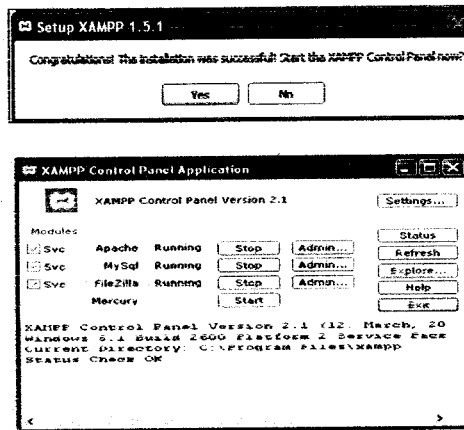 Setup XAMPP 1.5.1
Congratulations! The installation was successful! Start the XAMPP Control Panel now?
Yes No
XAMPP Control Panel Application
XAMPP Control Panel Version 2.1 Settings...
Modules
Status
Svc Apache Running Stop Admin...
Refresh
Svc MySql Running Stop Admin...
Explore...
Svc FileZilla Running Stop Admin...
Help
Mercury Start
Exit
XAMPP Control Panel Version 2.1 (12. March, 20
Windows 5.1 Build 2600 Platform 2 Service Pack
Current Directory: C:\Program Files\xampp
Status Check OK